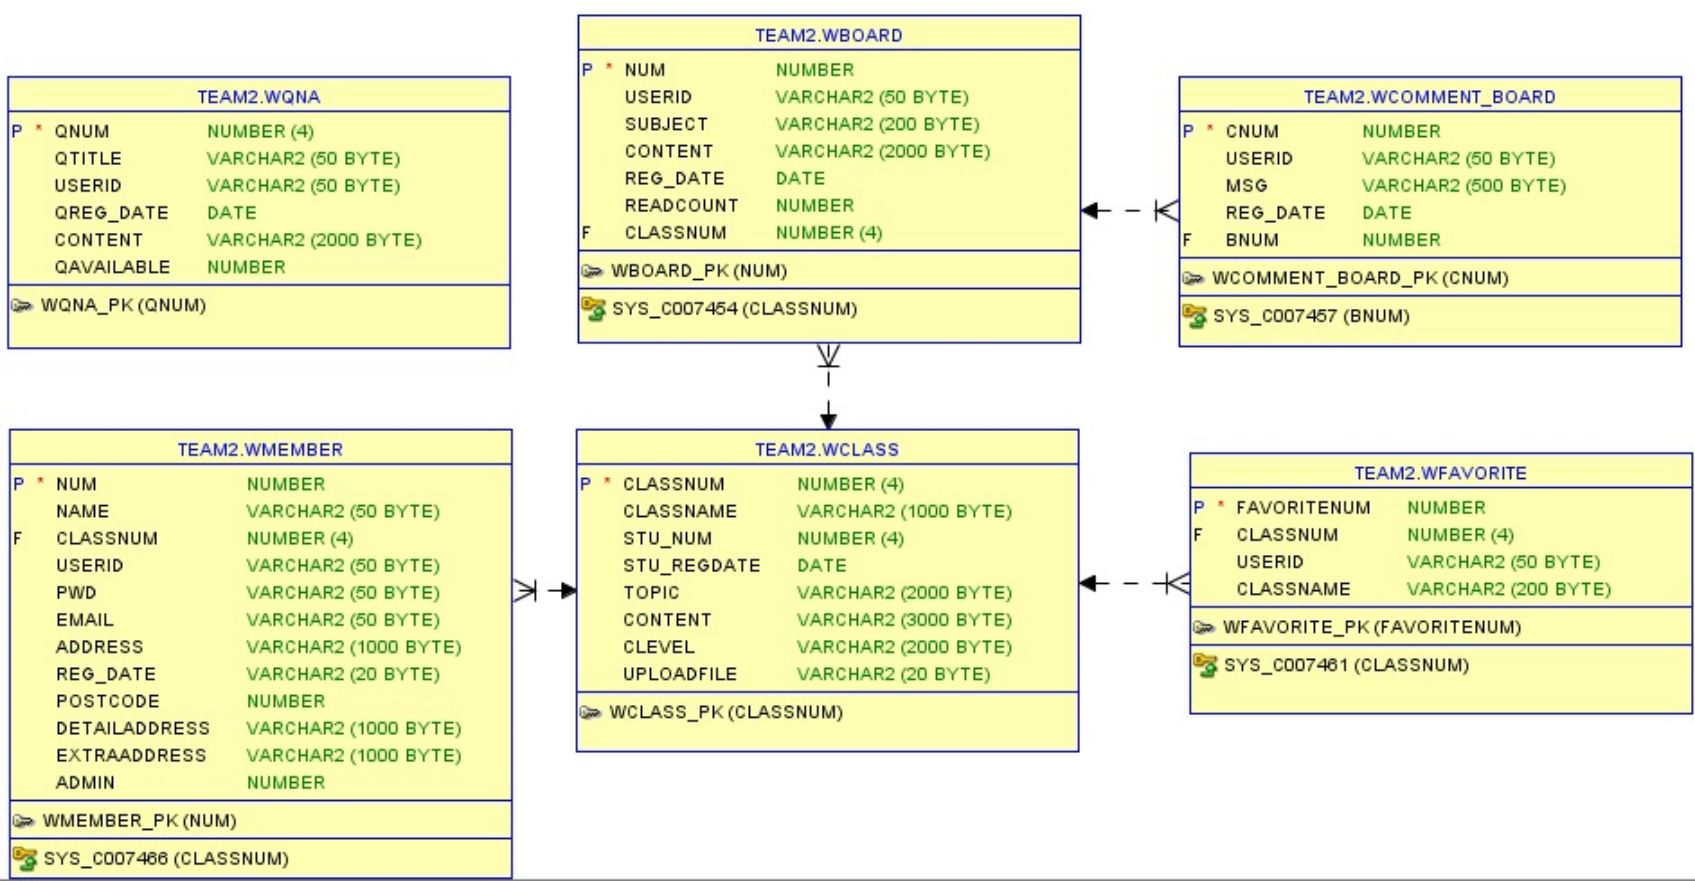 TEAM2.WQNA
P * QNUM NUMBER (4)
QTITLE VARCHAR2 (50 BYTE)
USERID VARCHAR2 (50 BYTE)
QREG_DATE DATE
CONTENT VARCHAR2 (2000 BYTE)
QAVAILABLE NUMBER
WQNA_PK (QNUM)
TEAM2.WBOARD
P * NUM NUMBER
USERID VARCHAR2 (50 BYTE)
SUBJECT VARCHAR2 (200 BYTE)
CONTENT VARCHAR2 (2000 BYTE)
REG_DATE DATE
READCOUNT NUMBER
F CLASSNUM NUMBER (4)
WBOARD_PK (NUM)
SYS_C007454 (CLASSNUM)
TEAM2.WCOMMENT_BOARD
P * CNUM NUMBER
USERID VARCHAR2 (50 BYTE)
MSG VARCHAR2 (500 BYTE)
REG_DATE DATE
F BNUM NUMBER
WCOMMENT_BOARD_PK (CNUM)
SYS_C007457 (BNUM)
TEAM2.WMEMBER
P * NUM NUMBER
NAME VARCHAR2 (50 BYTE)
F CLASSNUM NUMBER (4)
USERID VARCHAR2 (50 BYTE)
PWD VARCHAR2 (50 BYTE)
EMAIL VARCHAR2 (50 BYTE)
ADDRESS VARCHAR2 (1000 BYTE)
REG_DATE VARCHAR2 (20 BYTE)
POSTCODE NUMBER
DETAILADDRESS VARCHAR2 (1000 BYTE)
EXTRAADDRESS VARCHAR2 (1000 BYTE)
ADMIN NUMBER
WMEMBER_PK (NUM)
SYS_C007466 (CLASSNUM)
TEAM2.WCLASS
P * CLASSNUM NUMBER (4)
CLASSNAME VARCHAR2 (1000 BYTE)
STU_NUM NUMBER (4)
STU_REGDATE DATE
TOPIC VARCHAR2 (2000 BYTE)
CONTENT VARCHAR2 (3000 BYTE)
CLEVEL VARCHAR2 (2000 BYTE)
UPLOADFILE VARCHAR2 (20 BYTE)
WCLASS_PK (CLASSNUM)
TEAM2.WFAVORITE
P * FAVORITENUM NUMBER
F CLASSNUM NUMBER (4)
USERID VARCHAR2 (50 BYTE)
CLASSNAME VARCHAR2 (200 BYTE)
WFAVORITE_PK (FAVORITENUM)
SYS_C007461 (CLASSNUM)